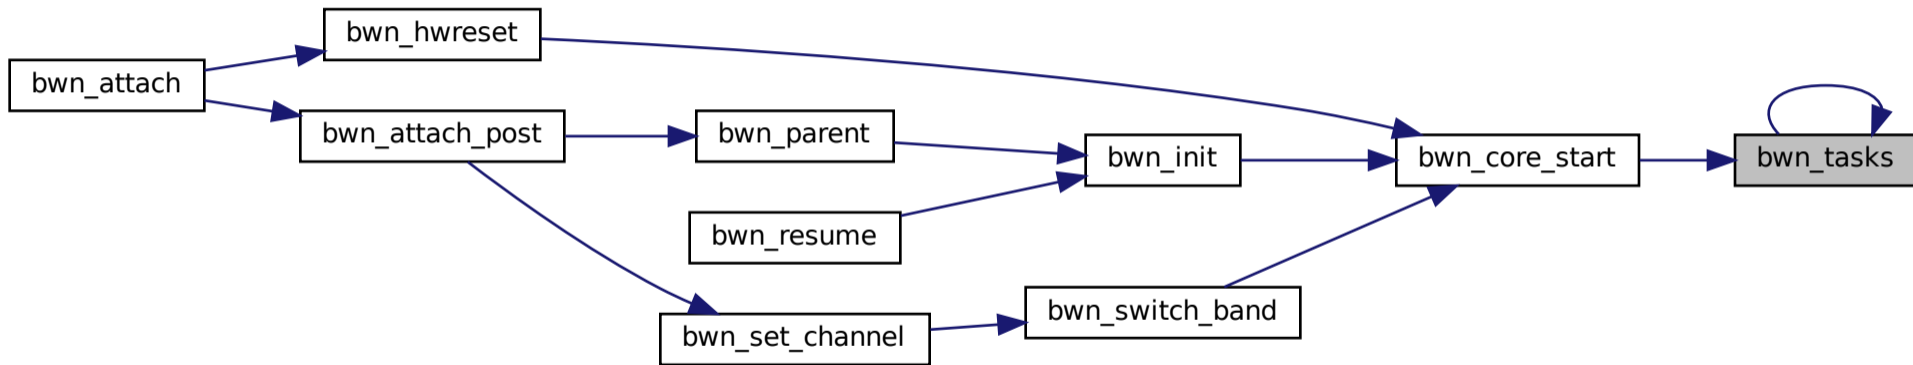 bwn_hwreset
bwn_attach
bwn_attach_post
bwn_parent
bwn_init
bwn_core_start
bwn_tasks
bwn_resume
bwn_switch_band
bwn_set_channel